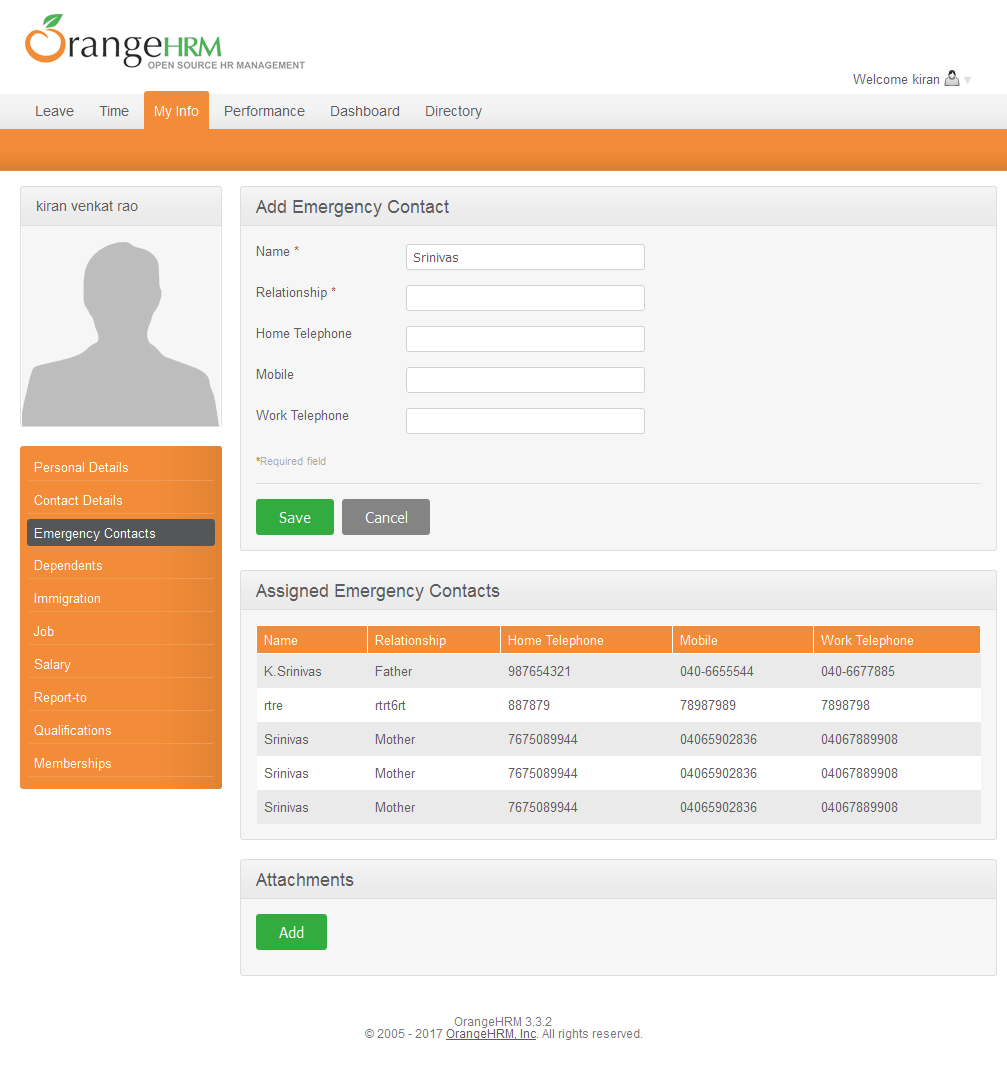 OrangeHRM
OPEN SOURCE HR MANAGEMENT
Welcome kiran
Leave Time My Info Performance Dashboard Directory
kiran venkat rao
Personal Details
Contact Details
Emergency Contacts
Dependents
Immigration
Job
Salary
Report-to
Qualifications
Memberships
Add Emergency Contact
Name * Srinivas
Relationship *
Home Telephone
Mobile
Work Telephone
*Required field
Save Cancel
Assigned Emergency Contacts
Name Relationship Home Telephone Mobile Work Telephone
K.Srinivas Father 987654321 040-6655544 040-6677885
rtre rtrt6rt 887879 78987989 7898798
Srinivas Mother 7675089944 04065902836 04067889908
Srinivas Mother 7675089944 04065902836 04067889908
Srinivas Mother 7675089944 04065902836 04067889908
Attachments
Add
OrangeHRM 3.3.2
© 2005 - 2017 OrangeHRM, Inc. All rights reserved.